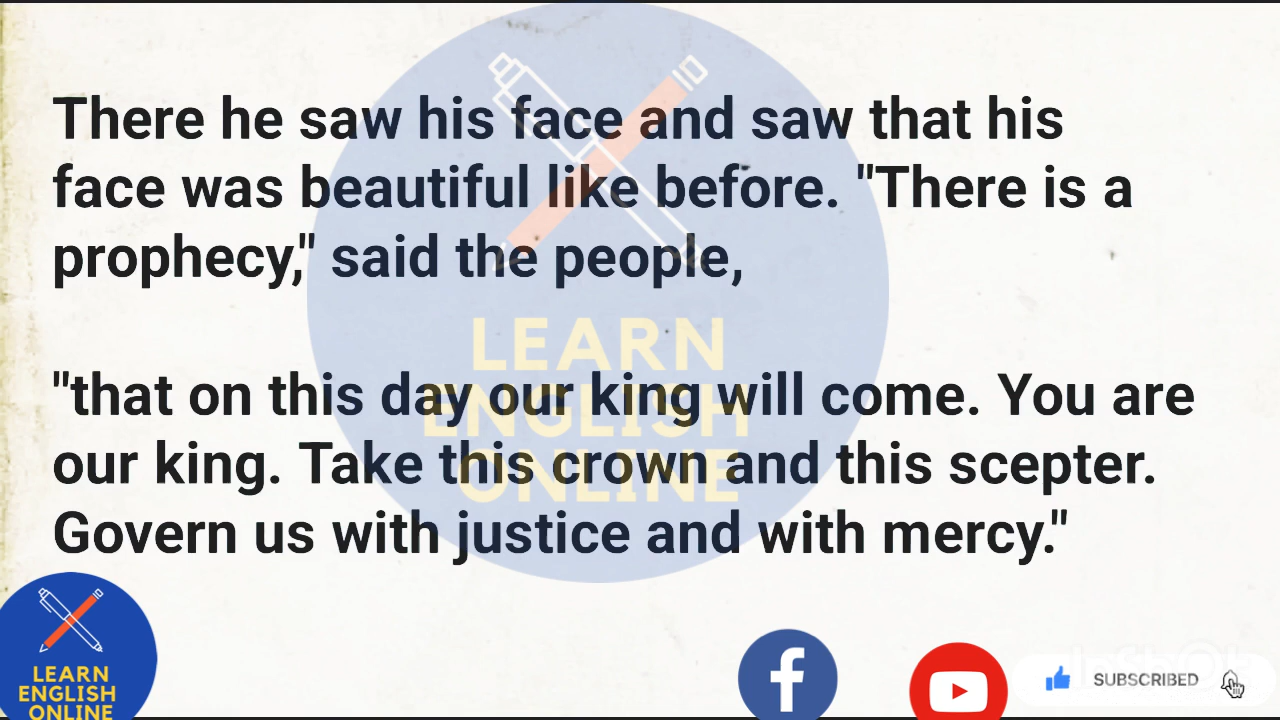 There he saw his face and saw that his
face was beautiful like before. "There is a
prophecy," said the people,
"that on this day our king will come. You are
our king. Take this crown and this scepter.
Govern us with justice and with mercy."
LEARN
ENGLISH
ONLINE
LEARN
ENGLISH
ONLINE
f
SUBSCRIBED